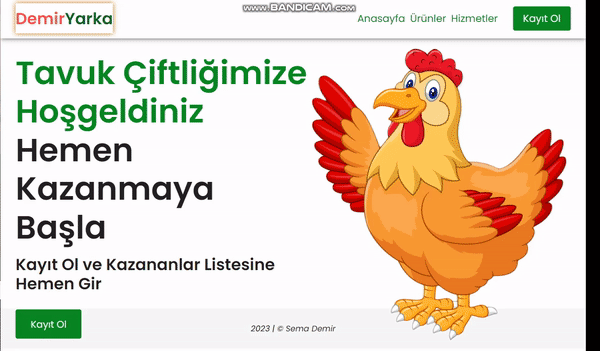 www.BANDICAM.com
DemirYarka
Anasayfa Ürünler Hizmetler
Kayıt Ol
Tavuk Çiftliğimize
Hoşgeldiniz
Hemen
Kazanmaya
Başla
Kayıt Ol ve Kazananlar Listesine
Hemen Gir
Kayıt Ol
2023 | © Sema Demir